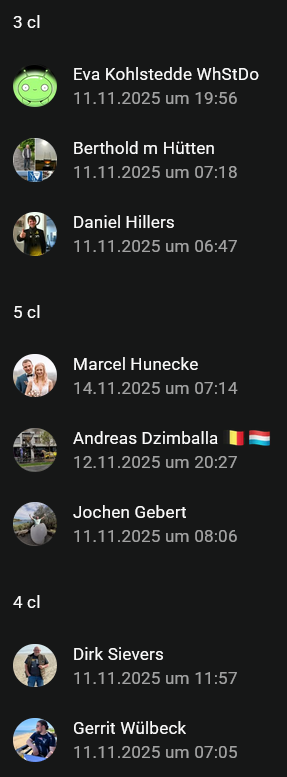 3 cl
Eva Kohlstedde WhStDo
11.11.2025 um 19:56
Berthold m Hütten
11.11.2025 um 07:18
Daniel Hillers
11.11.2025 um 06:47
5 cl
Marcel Hunecke
14.11.2025 um 07:14
Andreas Dzimballa 🇧🇪🇱🇺
12.11.2025 um 20:27
Jochen Gebert
11.11.2025 um 08:06
4 cl
Dirk Sievers
11.11.2025 um 11:57
Gerrit Wülbeck
11.11.2025 um 07:05